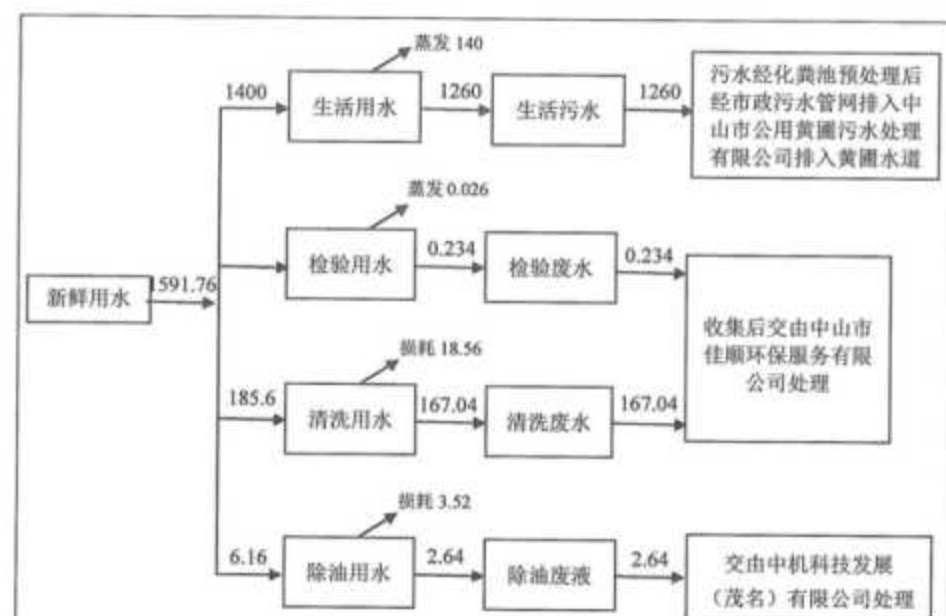 蒸发 140
1400
生活用水
1260
生活污水
1260
污水经化粪池预处理后
经市政污水管网排入中
山市公用黄圃污水处理
有限公司排入黄圃水道
蒸发 0.026
检验用水
0.234
检验废水
0.234
新鲜用水
1591.76
收集后交由中山市
佳顺环保服务有限
公司处理
损耗 18.56
185.6
清洗用水
167.04
清洗废水
167.04
损耗 3.52
6.16
除油用水
2.64
除油废液
2.64
交由中机科技发展
（茂名）有限公司处理